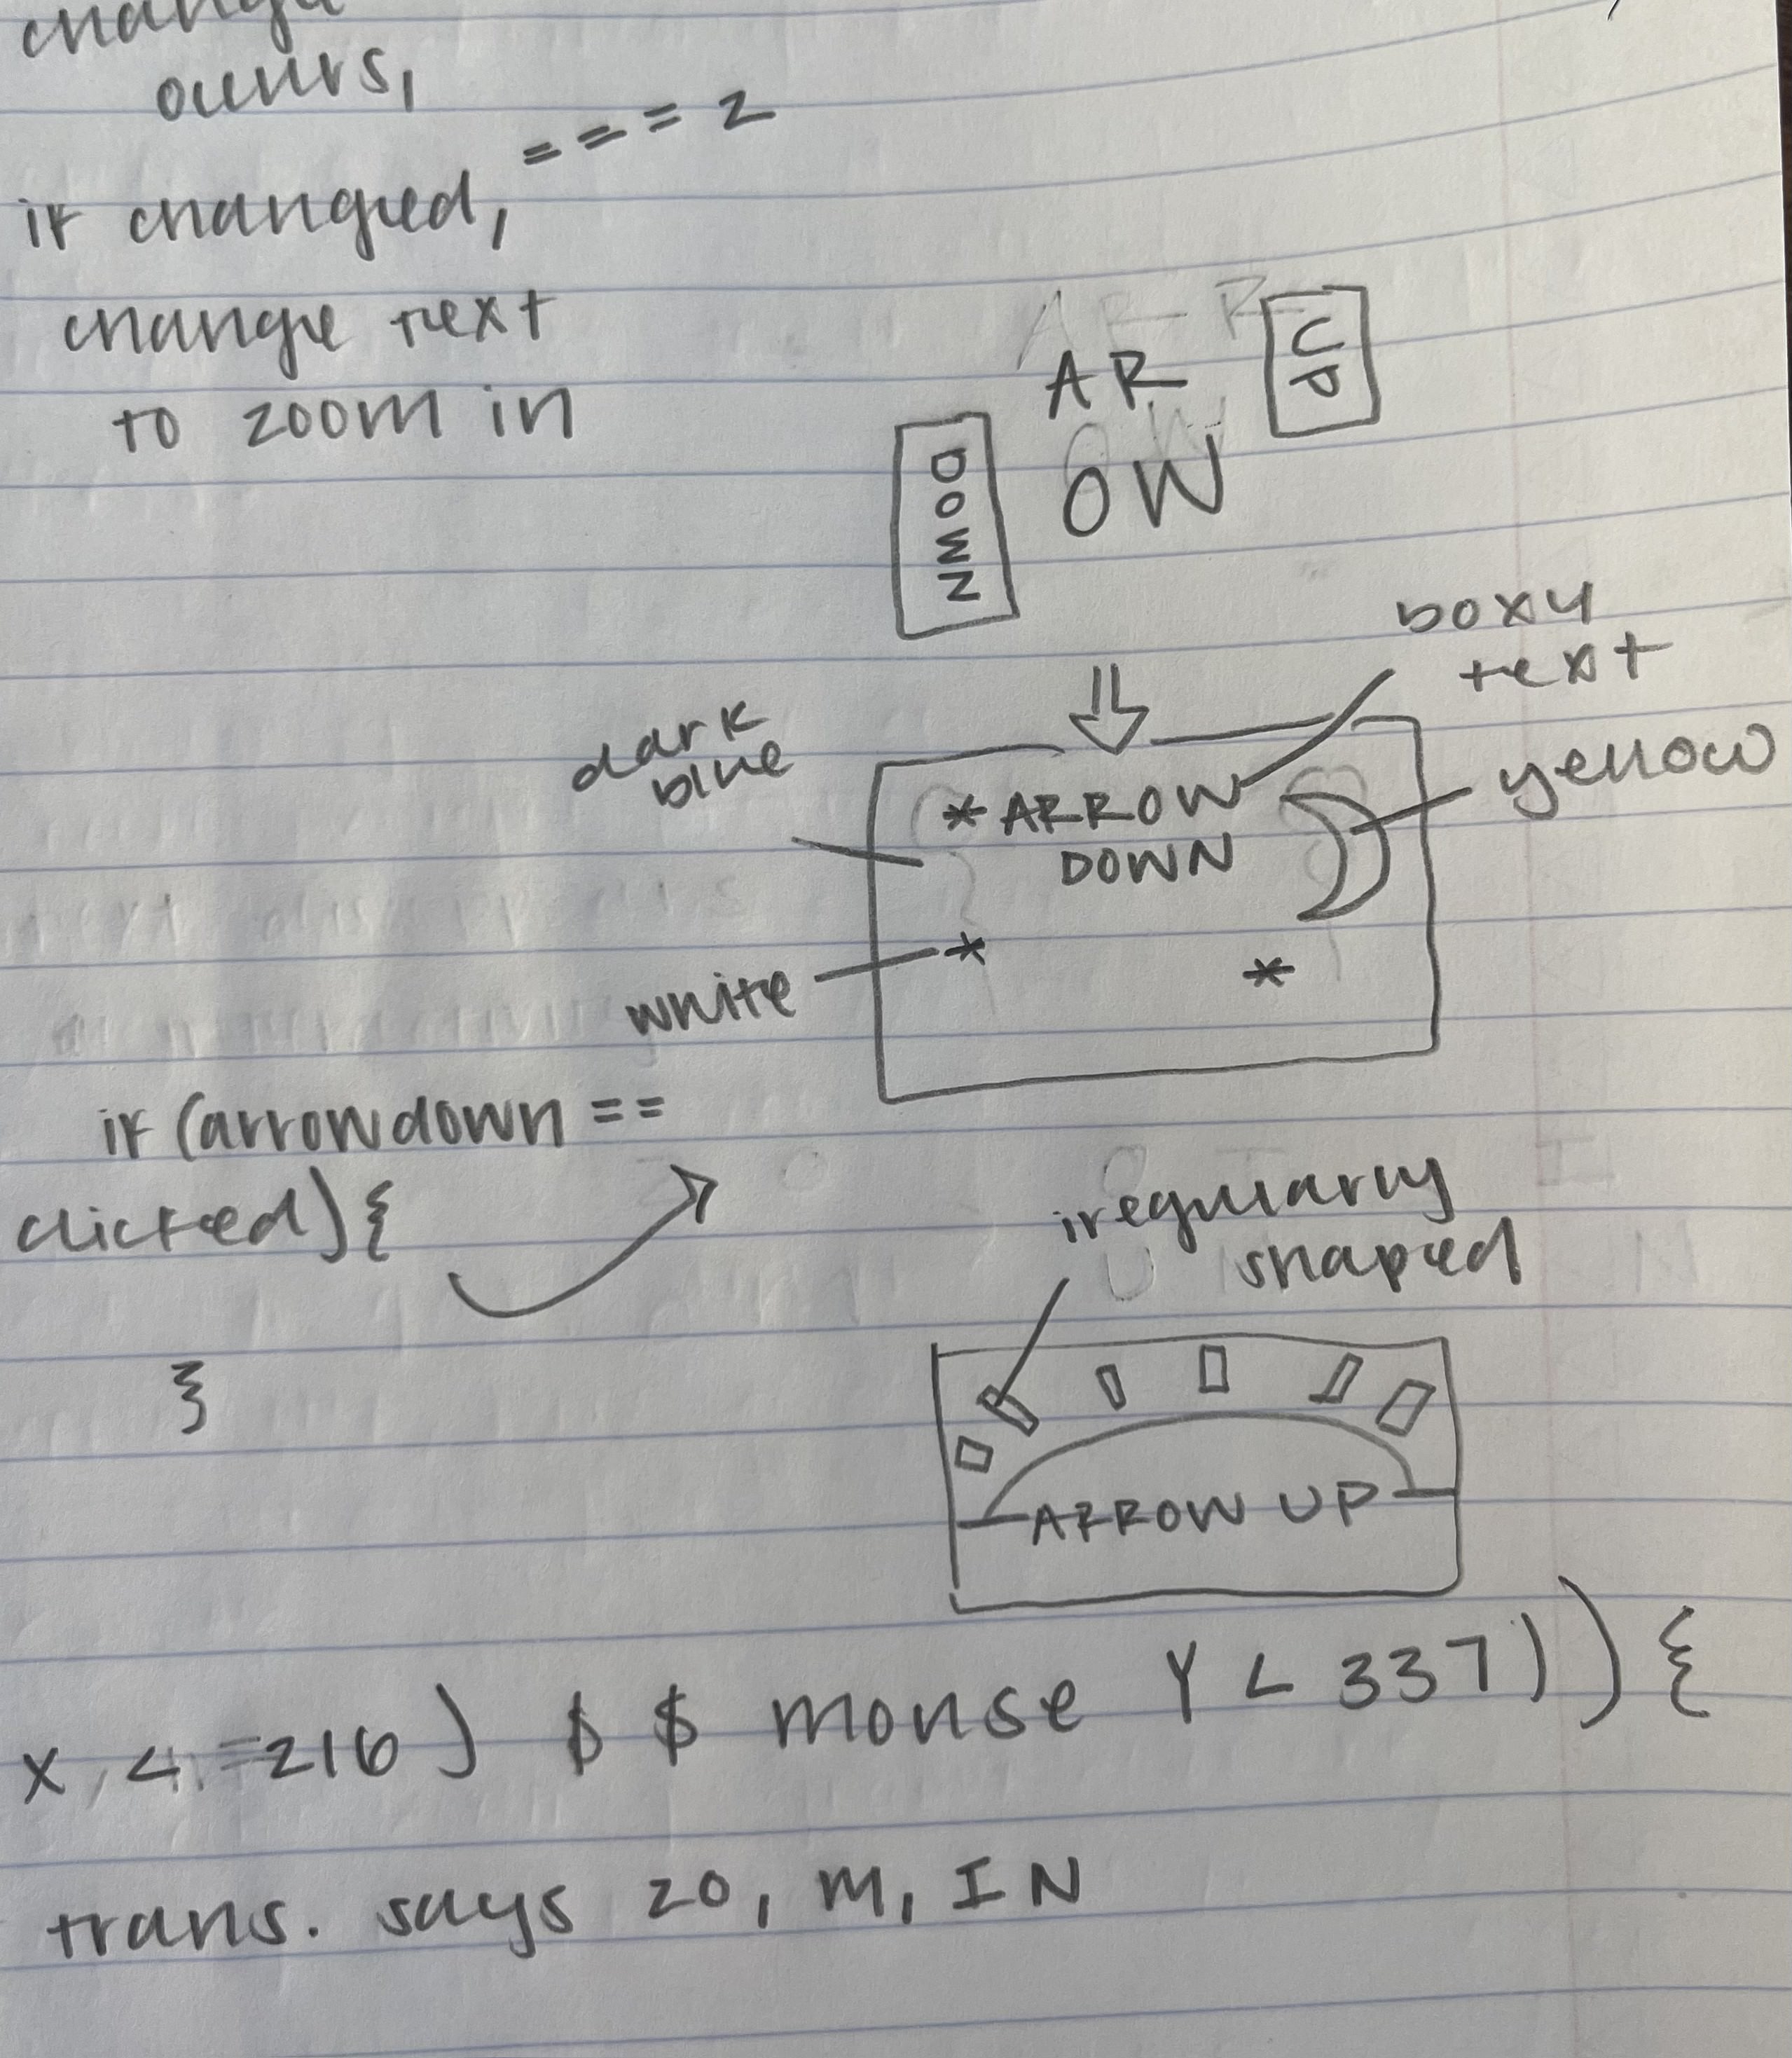 change
occurs,
=== 2
if changed,
change text
to zoom in
AR
OW
UP
DOWN
boxy
text
dark
blue
yellow
* ARROW
DOWN
white
*
*
if (arrowdown ==
clicked) {
}
iregularly
shaped
ARROW UP
x <= 216) $ $ mouse Y < 337)) {
trans. says zo, m, IN